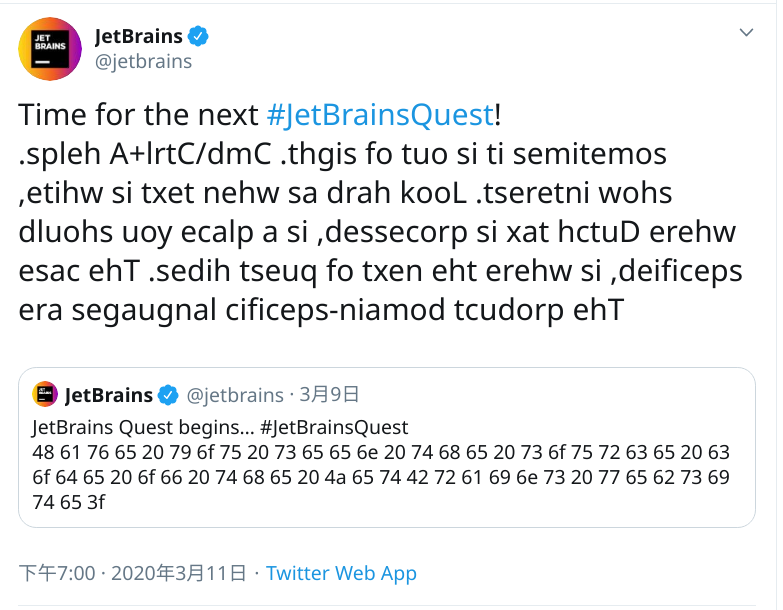 JET
BRAINS
JetBrains
@jetbrains
Time for the next #JetBrainsQuest!
.spleh A+lrtC/dmC .thgis fo tuo si ti semitemos
,etihw si txet nehw sa drah kooL .tseretni wohs
dluohs uoy ecalp a si ,dessecorp si xat hctuD erehw
esac ehT .sedih tseuq fo txen eht erehw si ,deificeps
era segaugnal cificeps-niamod tcudorp ehT
JetBrains @jetbrains · 3月9日
JetBrains Quest begins... #JetBrainsQuest
48 61 76 65 20 79 6f 75 20 73 65 65 6e 20 74 68 65 20 73 6f 75 72 63 65 20 63
6f 64 65 20 6f 66 20 74 68 65 20 4a 65 74 42 72 61 69 6e 73 20 77 65 62 73 69
74 65 3f
下午7:00 · 2020年3月11日 · Twitter Web App